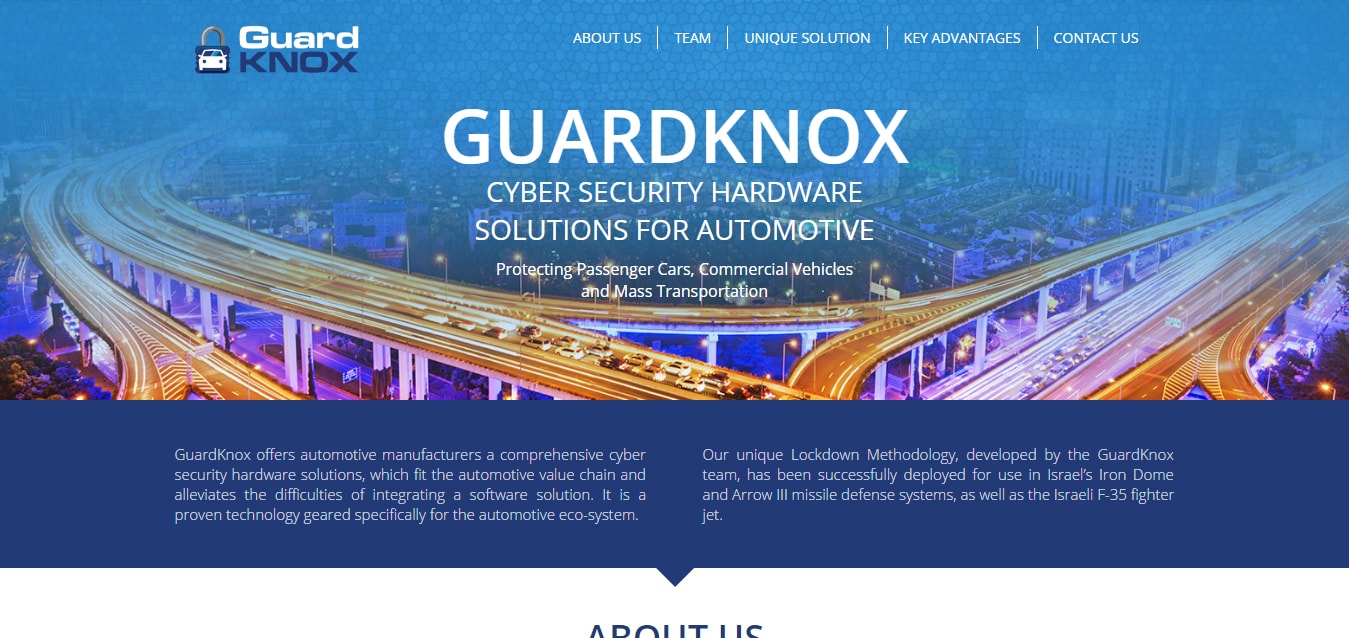 Guard
KNOX
ABOUT US
TEAM
UNIQUE SOLUTION
KEY ADVANTAGES
CONTACT US
GUARDKNOX
CYBER SECURITY HARDWARE
SOLUTIONS FOR AUTOMOTIVE
Protecting Passenger Cars, Commercial Vehicles
and Mass Transportation
GuardKnox offers automotive manufacturers a comprehensive cyber
security hardware solutions, which fit the automotive value chain and
alleviates the difficulties of integrating a software solution. It is a
proven technology geared specifically for the automotive eco-system.
Our unique Lockdown Methodology, developed by the GuardKnox
team, has been successfully deployed for use in Israel’s Iron Dome
and Arrow III missile defense systems, as well as the Israeli F-35 fighter
jet.
ABOUT US